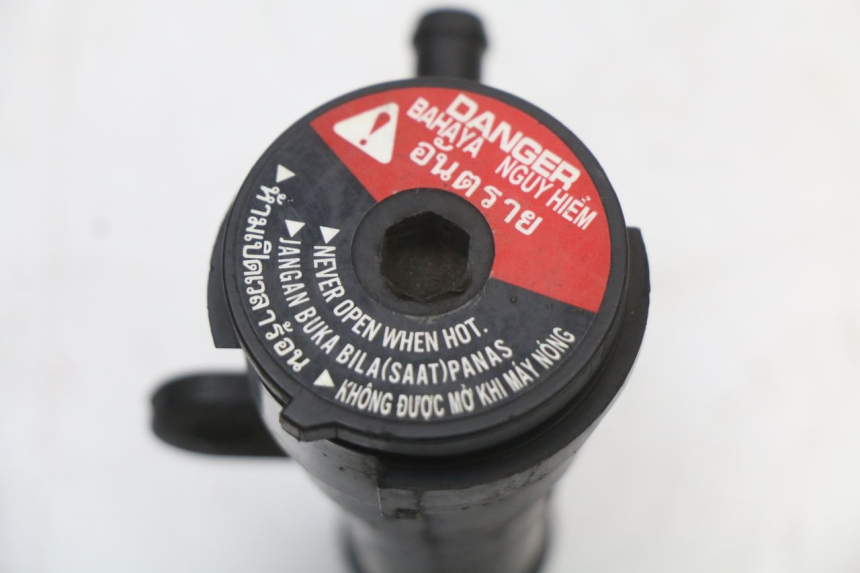 DANGER
BAHAYA NGUY HIỂM
อันตราย
NEVER OPEN WHEN HOT.
JANGAN BUKA BILA(SAAT)PANAS
ห้ามเปิดเวลาร้อน
KHÔNG ĐƯỢC MỞ KHI MÁY NÓNG